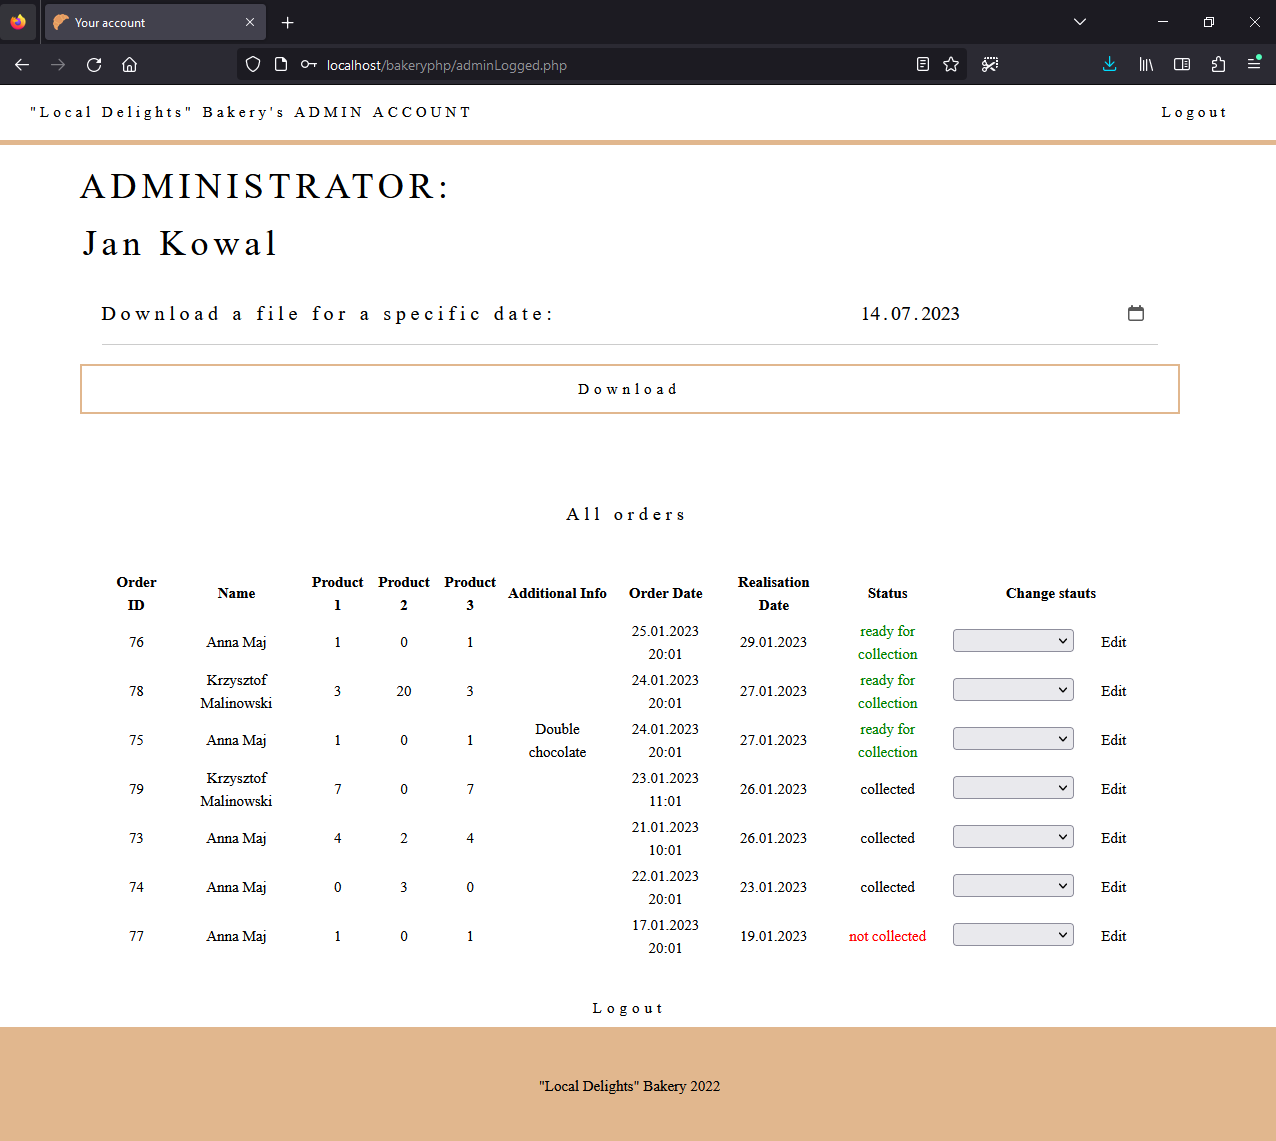 Your account
localhost/bakeryphp/adminLogged.php
"Local Delights" Bakery's ADMIN ACCOUNT Logout
ADMINISTRATOR:
Jan Kowal
Download a file for a specific date: 14.07.2023
Download
All orders
Order ID Name Product 1 Product 2 Product 3 Additional Info Order Date Realisation Date Status Change stauts
76 Anna Maj 1 0 1 25.01.2023 20:01 29.01.2023 ready for collection Edit
78 Krzysztof Malinowski 3 20 3 24.01.2023 20:01 27.01.2023 ready for collection Edit
75 Anna Maj 1 0 1 Double chocolate 24.01.2023 20:01 27.01.2023 ready for collection Edit
79 Krzysztof Malinowski 7 0 7 23.01.2023 11:01 26.01.2023 collected Edit
73 Anna Maj 4 2 4 21.01.2023 10:01 26.01.2023 collected Edit
74 Anna Maj 0 3 0 22.01.2023 20:01 23.01.2023 collected Edit
77 Anna Maj 1 0 1 17.01.2023 20:01 19.01.2023 not collected Edit
Logout
"Local Delights" Bakery 2022